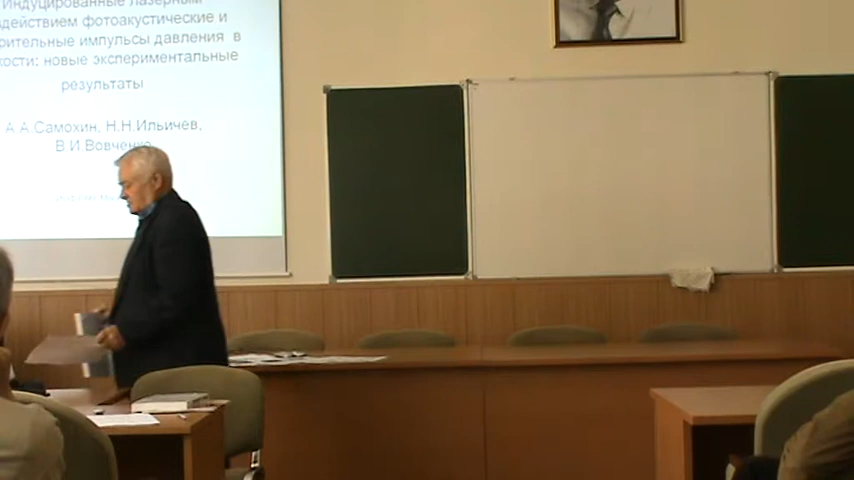 Индуцированные лазерным
действием фотоакустические и
рительные импульсы давления в
кости: новые экспериментальные
результаты
А.А.Самохин, Н.Н.Ильичев,
В.И.Вовченко